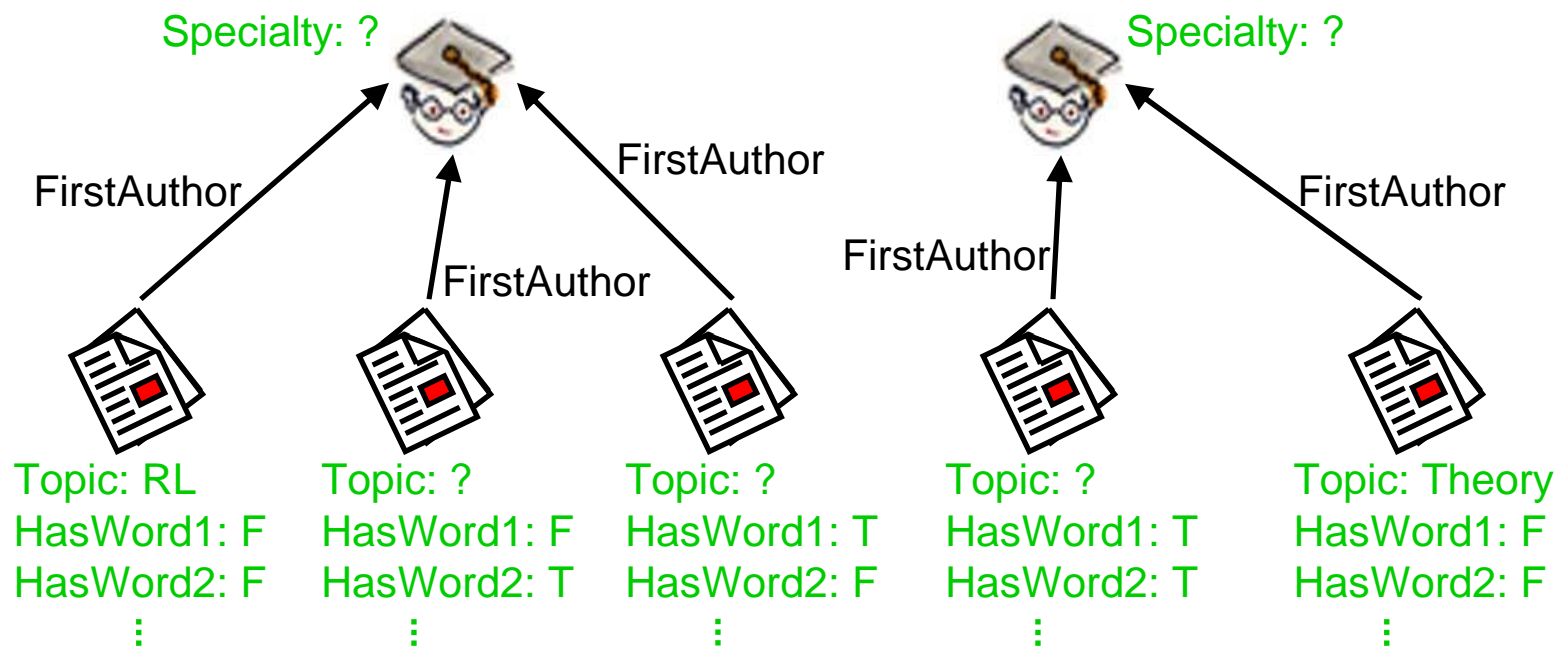 Specialty: ?
Specialty: ?
FirstAuthor
FirstAuthor
FirstAuthor
FirstAuthor
FirstAuthor
Topic: RL
HasWord1: F
HasWord2: F
⋮
Topic: ?
HasWord1: F
HasWord2: T
⋮
Topic: ?
HasWord1: T
HasWord2: F
⋮
Topic: ?
HasWord1: T
HasWord2: T
⋮
Topic: Theory
HasWord1: F
HasWord2: F
⋮